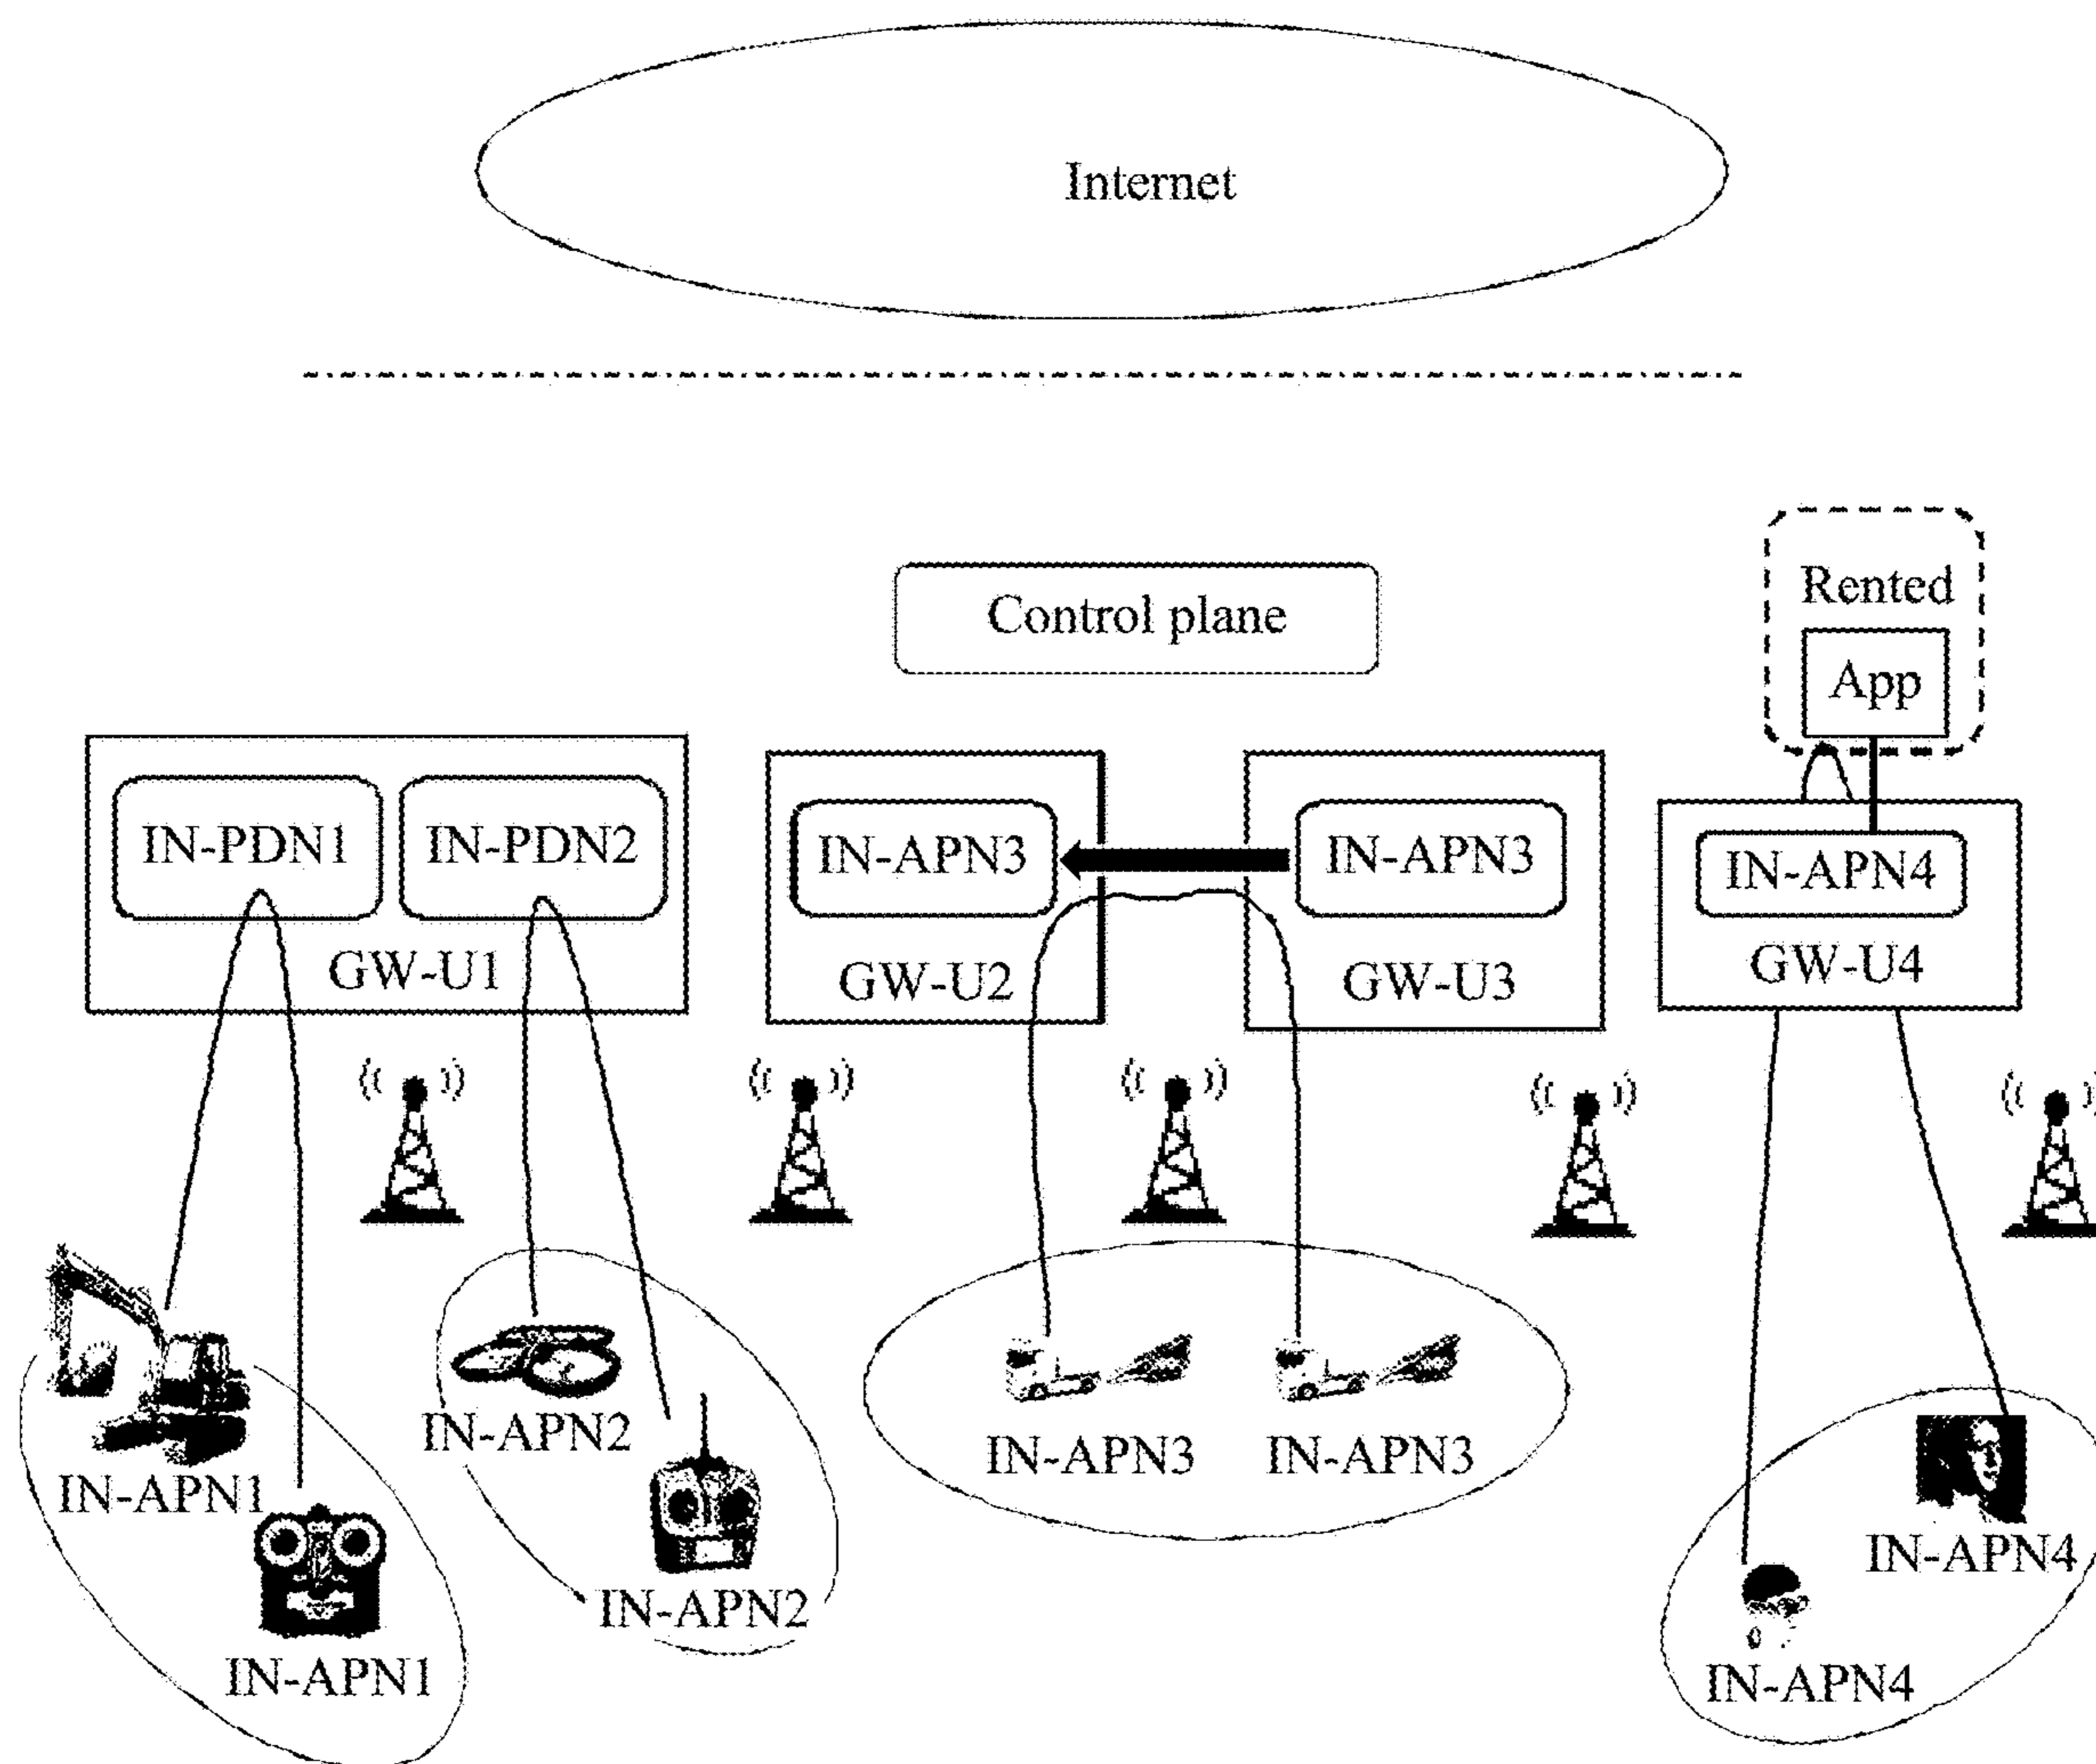 Internet
Control plane
Rented
App
IN-PDN1
IN-PDN2
GW-U1
IN-APN3
GW-U2
IN-APN3
GW-U3
IN-APN4
GW-U4
IN-APN1
IN-APN1
IN-APN2
IN-APN2
IN-APN3
IN-APN3
IN-APN4
IN-APN4